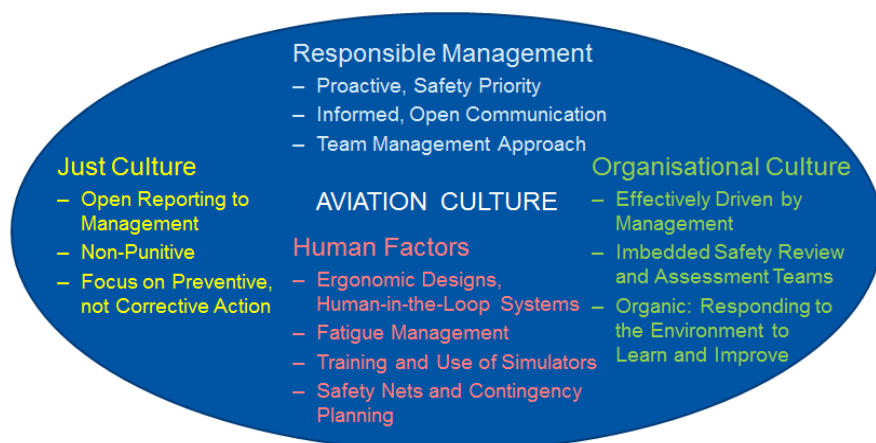 Responsible Management
– Proactive, Safety Priority
– Informed, Open Communication
– Team Management Approach
Just Culture
– Open Reporting to
Management
– Non-Punitive
– Focus on Preventive,
not Corrective Action
AVIATION CULTURE
Human Factors
– Ergonomic Designs,
Human-in-the-Loop Systems
– Fatigue Management
– Training and Use of Simulators
– Safety Nets and Contingency
Planning
Organisational Culture
– Effectively Driven by
Management
– Imbedded Safety Review
and Assessment Teams
– Organic: Responding to
the Environment to
Learn and Improve